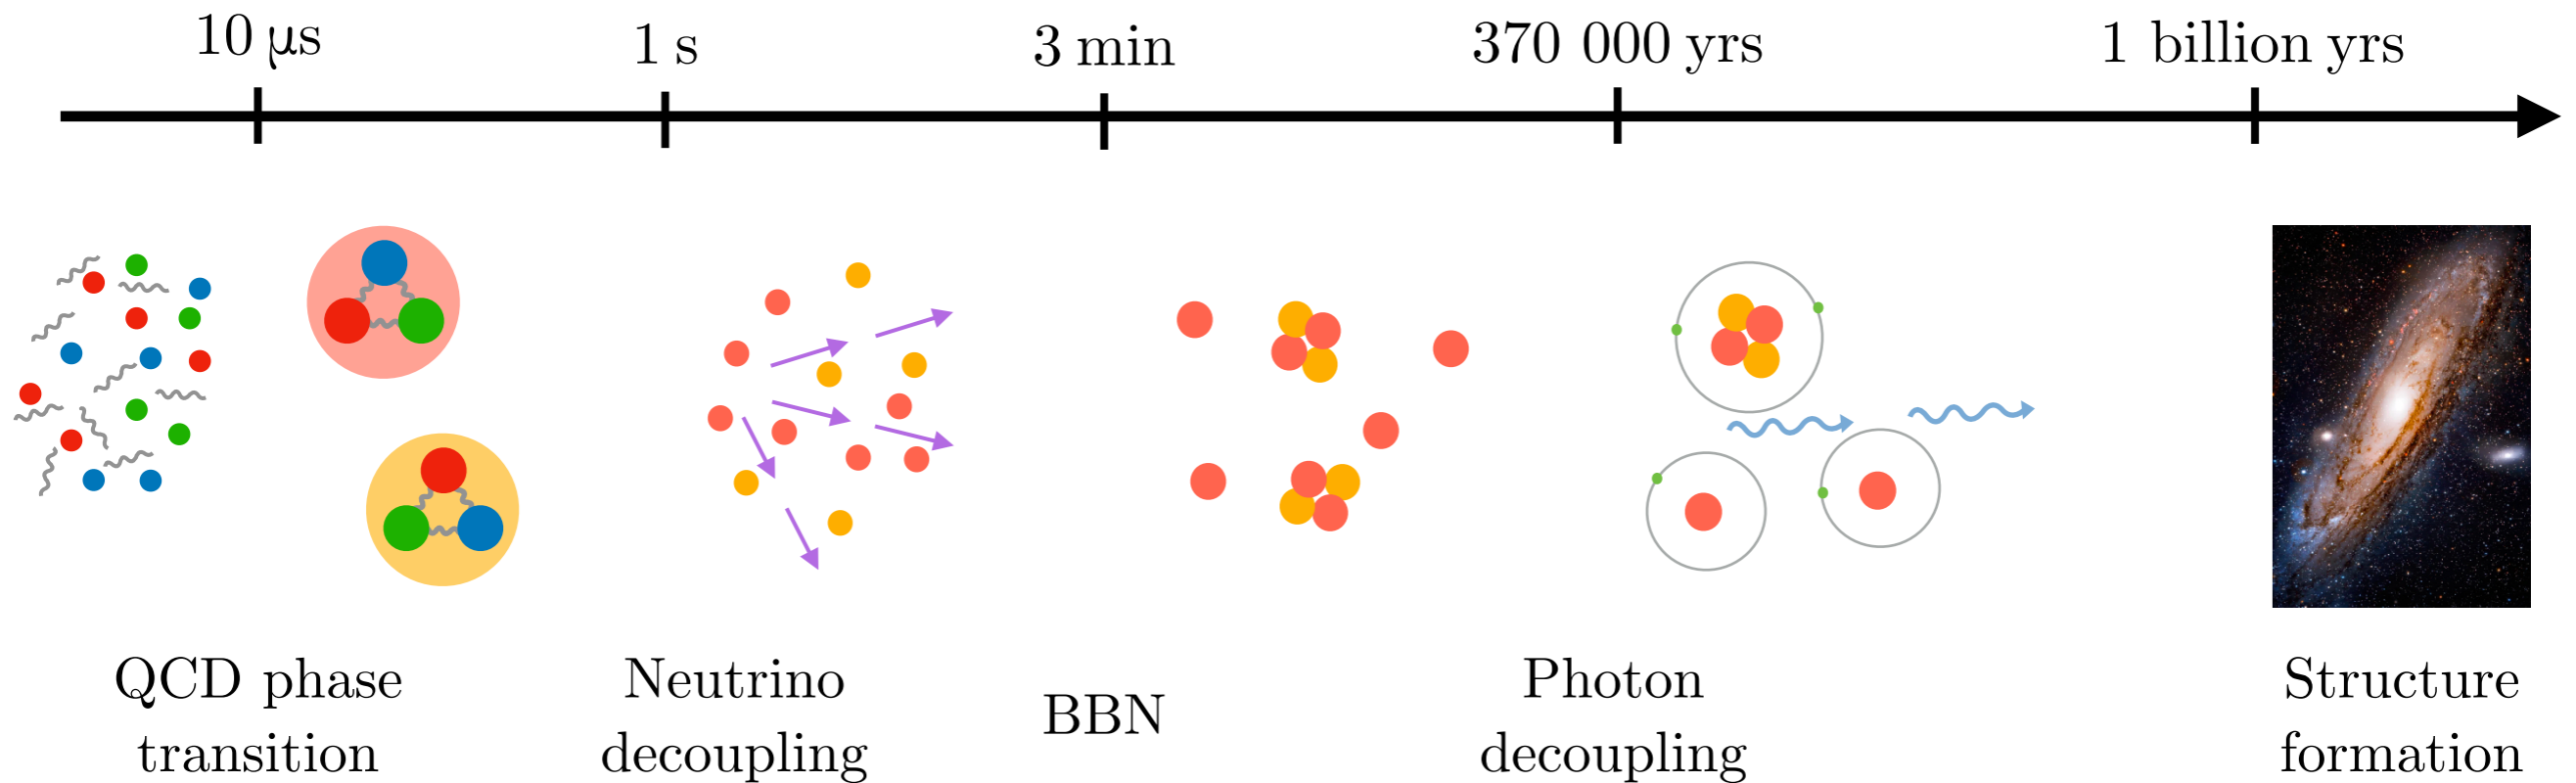 10 μs
1 s
3 min
370 000 yrs
1 billion yrs
QCD phase
transition
Neutrino
decoupling
BBN
Photon
decoupling
Structure
formation